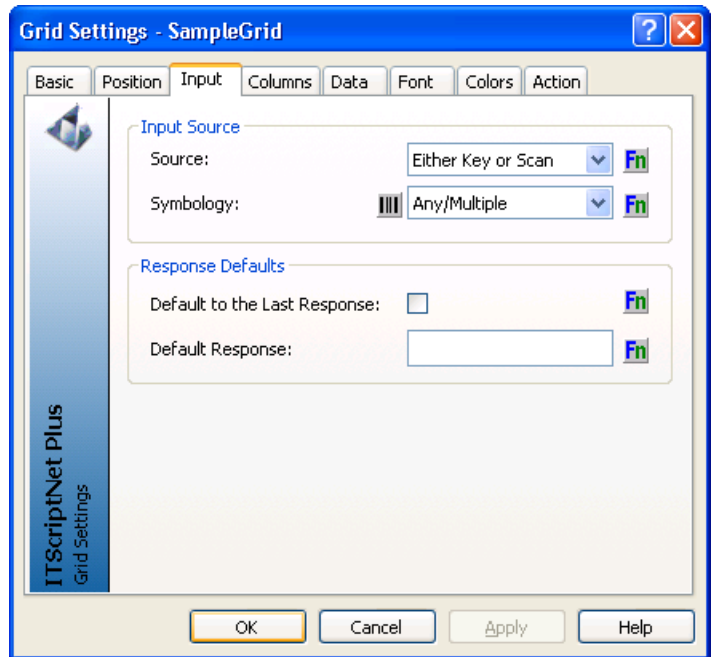 Grid Settings - SampleGrid
Basic Position Input Columns Data Font Colors Action
Input Source
Source: Either Key or Scan Fn
Symbology: Any/Multiple Fn
Response Defaults
Default to the Last Response: Fn
Default Response: Fn
ITScriptNet Plus
Grid Settings
OK Cancel Apply Help